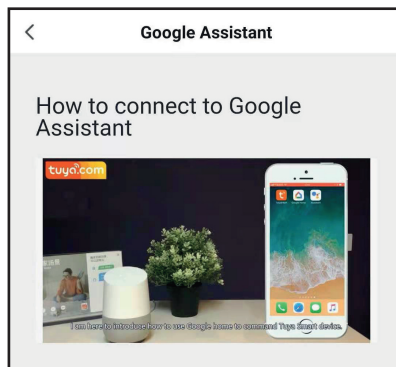 Google Assistant
How to connect to Google
Assistant
tuya.com
I am here to introduce how to use Google home to command Tuya Smart device.